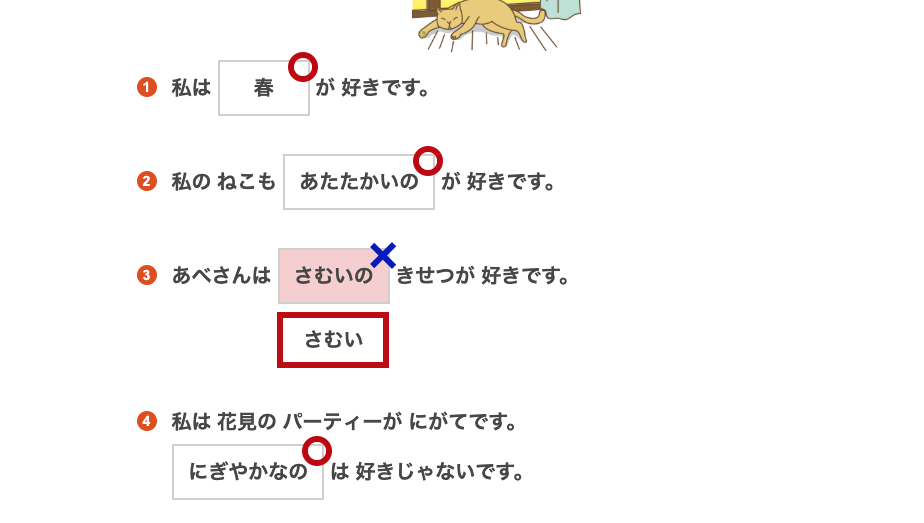 1 私は 春 が 好きです。
2 私の ねこも あたたかいの が 好きです。
3 あべさんは さむいの きせつが 好きです。
さむい
4 私は 花見の パーティーが にがてです。
にぎやかなの は 好きじゃないです。